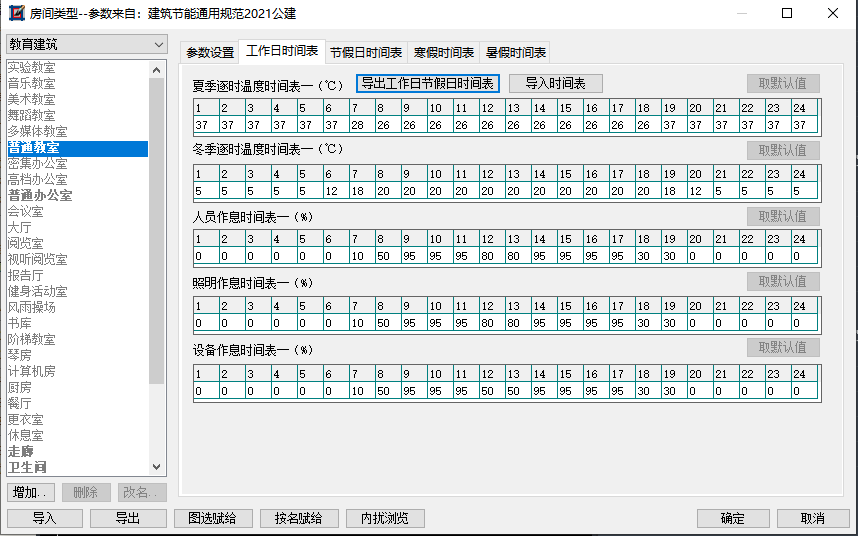 房间类型--参数来自：建筑节能通用规范2021公建
教育建筑
实验教室
音乐教室
美术教室
舞蹈教室
多媒体教室
普通教室
密集办公室
高档办公室
普通办公室
会议室
大厅
阅览室
视听阅览室
报告厅
健身活动室
风雨操场
书库
阶梯教室
琴房
计算机房
厨房
餐厅
更衣室
休息室
走廊
卫生间
增加.. 删除 改名..
参数设置 工作日时间表 节假日时间表 寒假时间表 暑假时间表
夏季逐时温度时间表一（℃） 导出工作日节假日时间表 导入时间表 取默认值
1 2 3 4 5 6 7 8 9 10 11 12 13 14 15 16 17 18 19 20 21 22 23 24
37 37 37 37 37 37 28 26 26 26 26 26 26 26 26 26 26 26 37 37 37 37 37 37
冬季逐时温度时间表一（℃） 取默认值
1 2 3 4 5 6 7 8 9 10 11 12 13 14 15 16 17 18 19 20 21 22 23 24
5 5 5 5 5 12 18 20 20 20 20 20 20 20 20 20 20 20 18 12 5 5 5 5
人员作息时间表一（%） 取默认值
1 2 3 4 5 6 7 8 9 10 11 12 13 14 15 16 17 18 19 20 21 22 23 24
0 0 0 0 0 0 10 50 95 95 95 80 80 95 95 95 95 30 30 0 0 0 0 0
照明作息时间表一（%） 取默认值
1 2 3 4 5 6 7 8 9 10 11 12 13 14 15 16 17 18 19 20 21 22 23 24
0 0 0 0 0 0 10 50 95 95 95 80 80 95 95 95 95 30 30 0 0 0 0 0
设备作息时间表一（%） 取默认值
1 2 3 4 5 6 7 8 9 10 11 12 13 14 15 16 17 18 19 20 21 22 23 24
0 0 0 0 0 0 10 50 95 95 95 50 50 95 95 95 95 30 30 0 0 0 0 0
导入 导出 图选赋给 按名赋给 内扰浏览 确定 取消